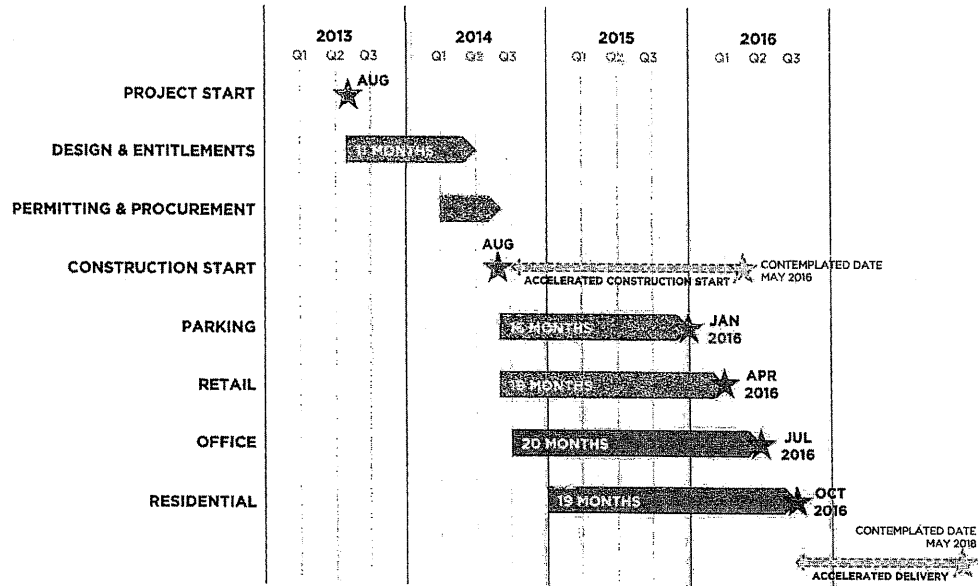 2013 2014 2015 2016
Q1 Q2 Q3 Q1 Q2 Q3 Q1 Q2 Q3 Q1 Q2 Q3
PROJECT START
AUG
DESIGN & ENTITLEMENTS
11 MONTHS
PERMITTING & PROCUREMENT
CONSTRUCTION START
AUG
ACCELERATED CONSTRUCTION START
CONTEMPLATED DATE
MAY 2016
PARKING
16 MONTHS
JAN
2016
RETAIL
18 MONTHS
APR
2016
OFFICE
20 MONTHS
JUL
2016
RESIDENTIAL
19 MONTHS
OCT
2016
CONTEMPLATED DATE
MAY 2018
ACCELERATED DELIVERY